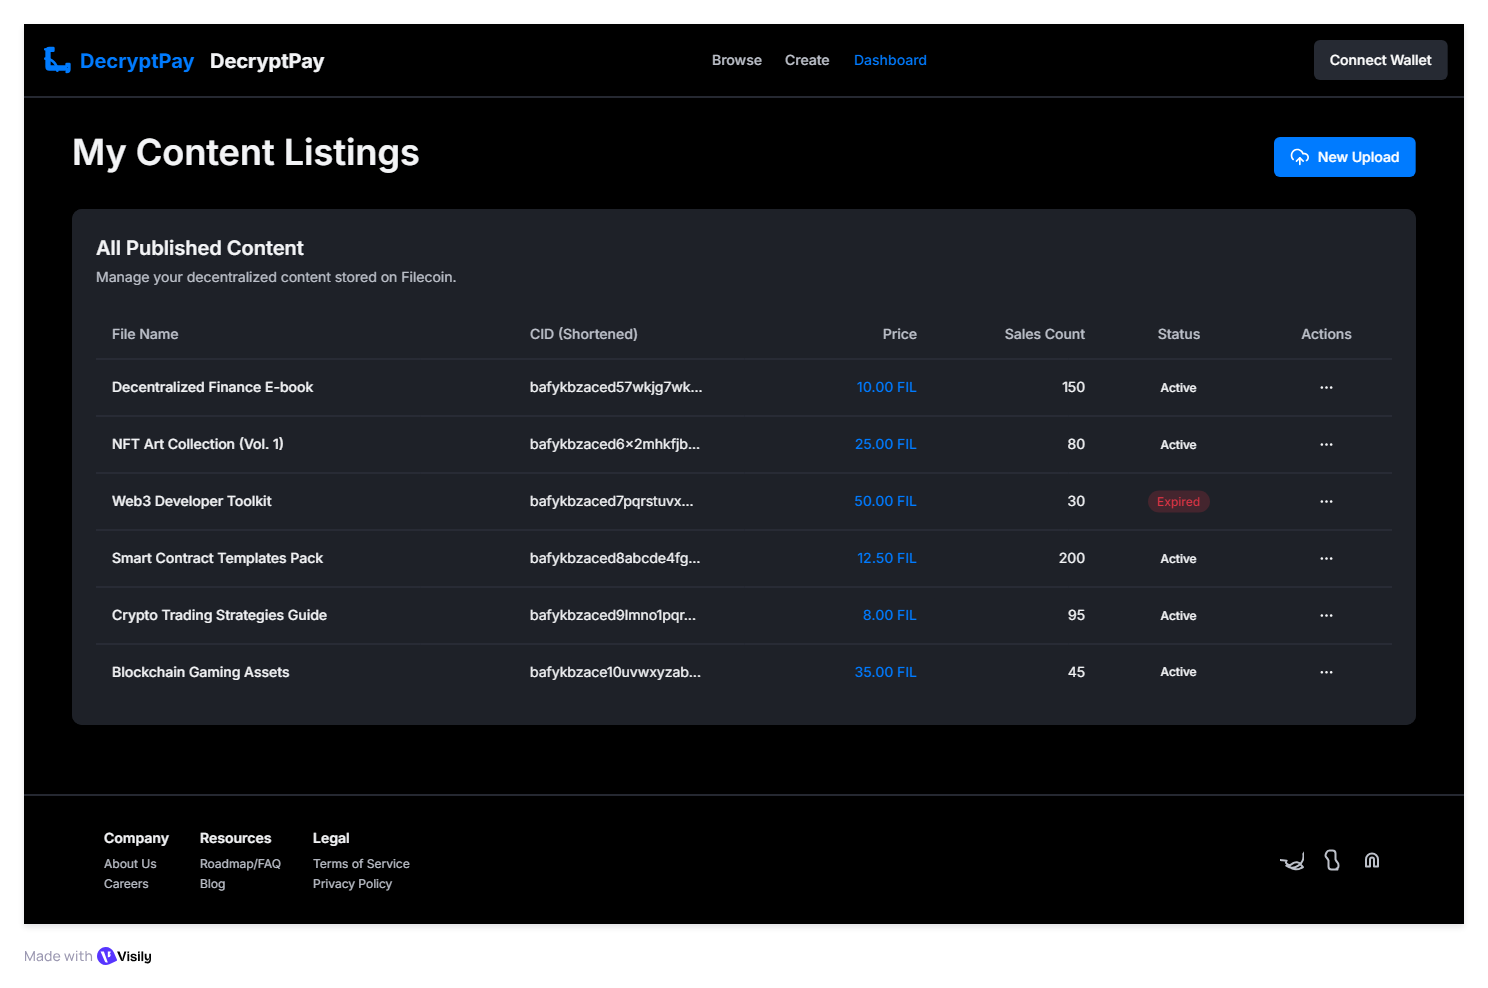 DecryptPay DecryptPay Browse Create Dashboard Connect Wallet
My Content Listings New Upload
All Published Content
Manage your decentralized content stored on Filecoin.
File Name CID (Shortened) Price Sales Count Status Actions
Decentralized Finance E-book bafykbzaced57wkjg7wk... 10.00 FIL 150 Active ...
NFT Art Collection (Vol. 1) bafykbzaced6×2mhkfjb... 25.00 FIL 80 Active ...
Web3 Developer Toolkit bafykbzaced7pqrstuvx... 50.00 FIL 30 Expired ...
Smart Contract Templates Pack bafykbzaced8abcde4fg... 12.50 FIL 200 Active ...
Crypto Trading Strategies Guide bafykbzaced9lmno1pqr... 8.00 FIL 95 Active ...
Blockchain Gaming Assets bafykbzace10uvwxyzab... 35.00 FIL 45 Active ...
Company Resources Legal
About Us Roadmap/FAQ Terms of Service
Careers Blog Privacy Policy
Made with Visily